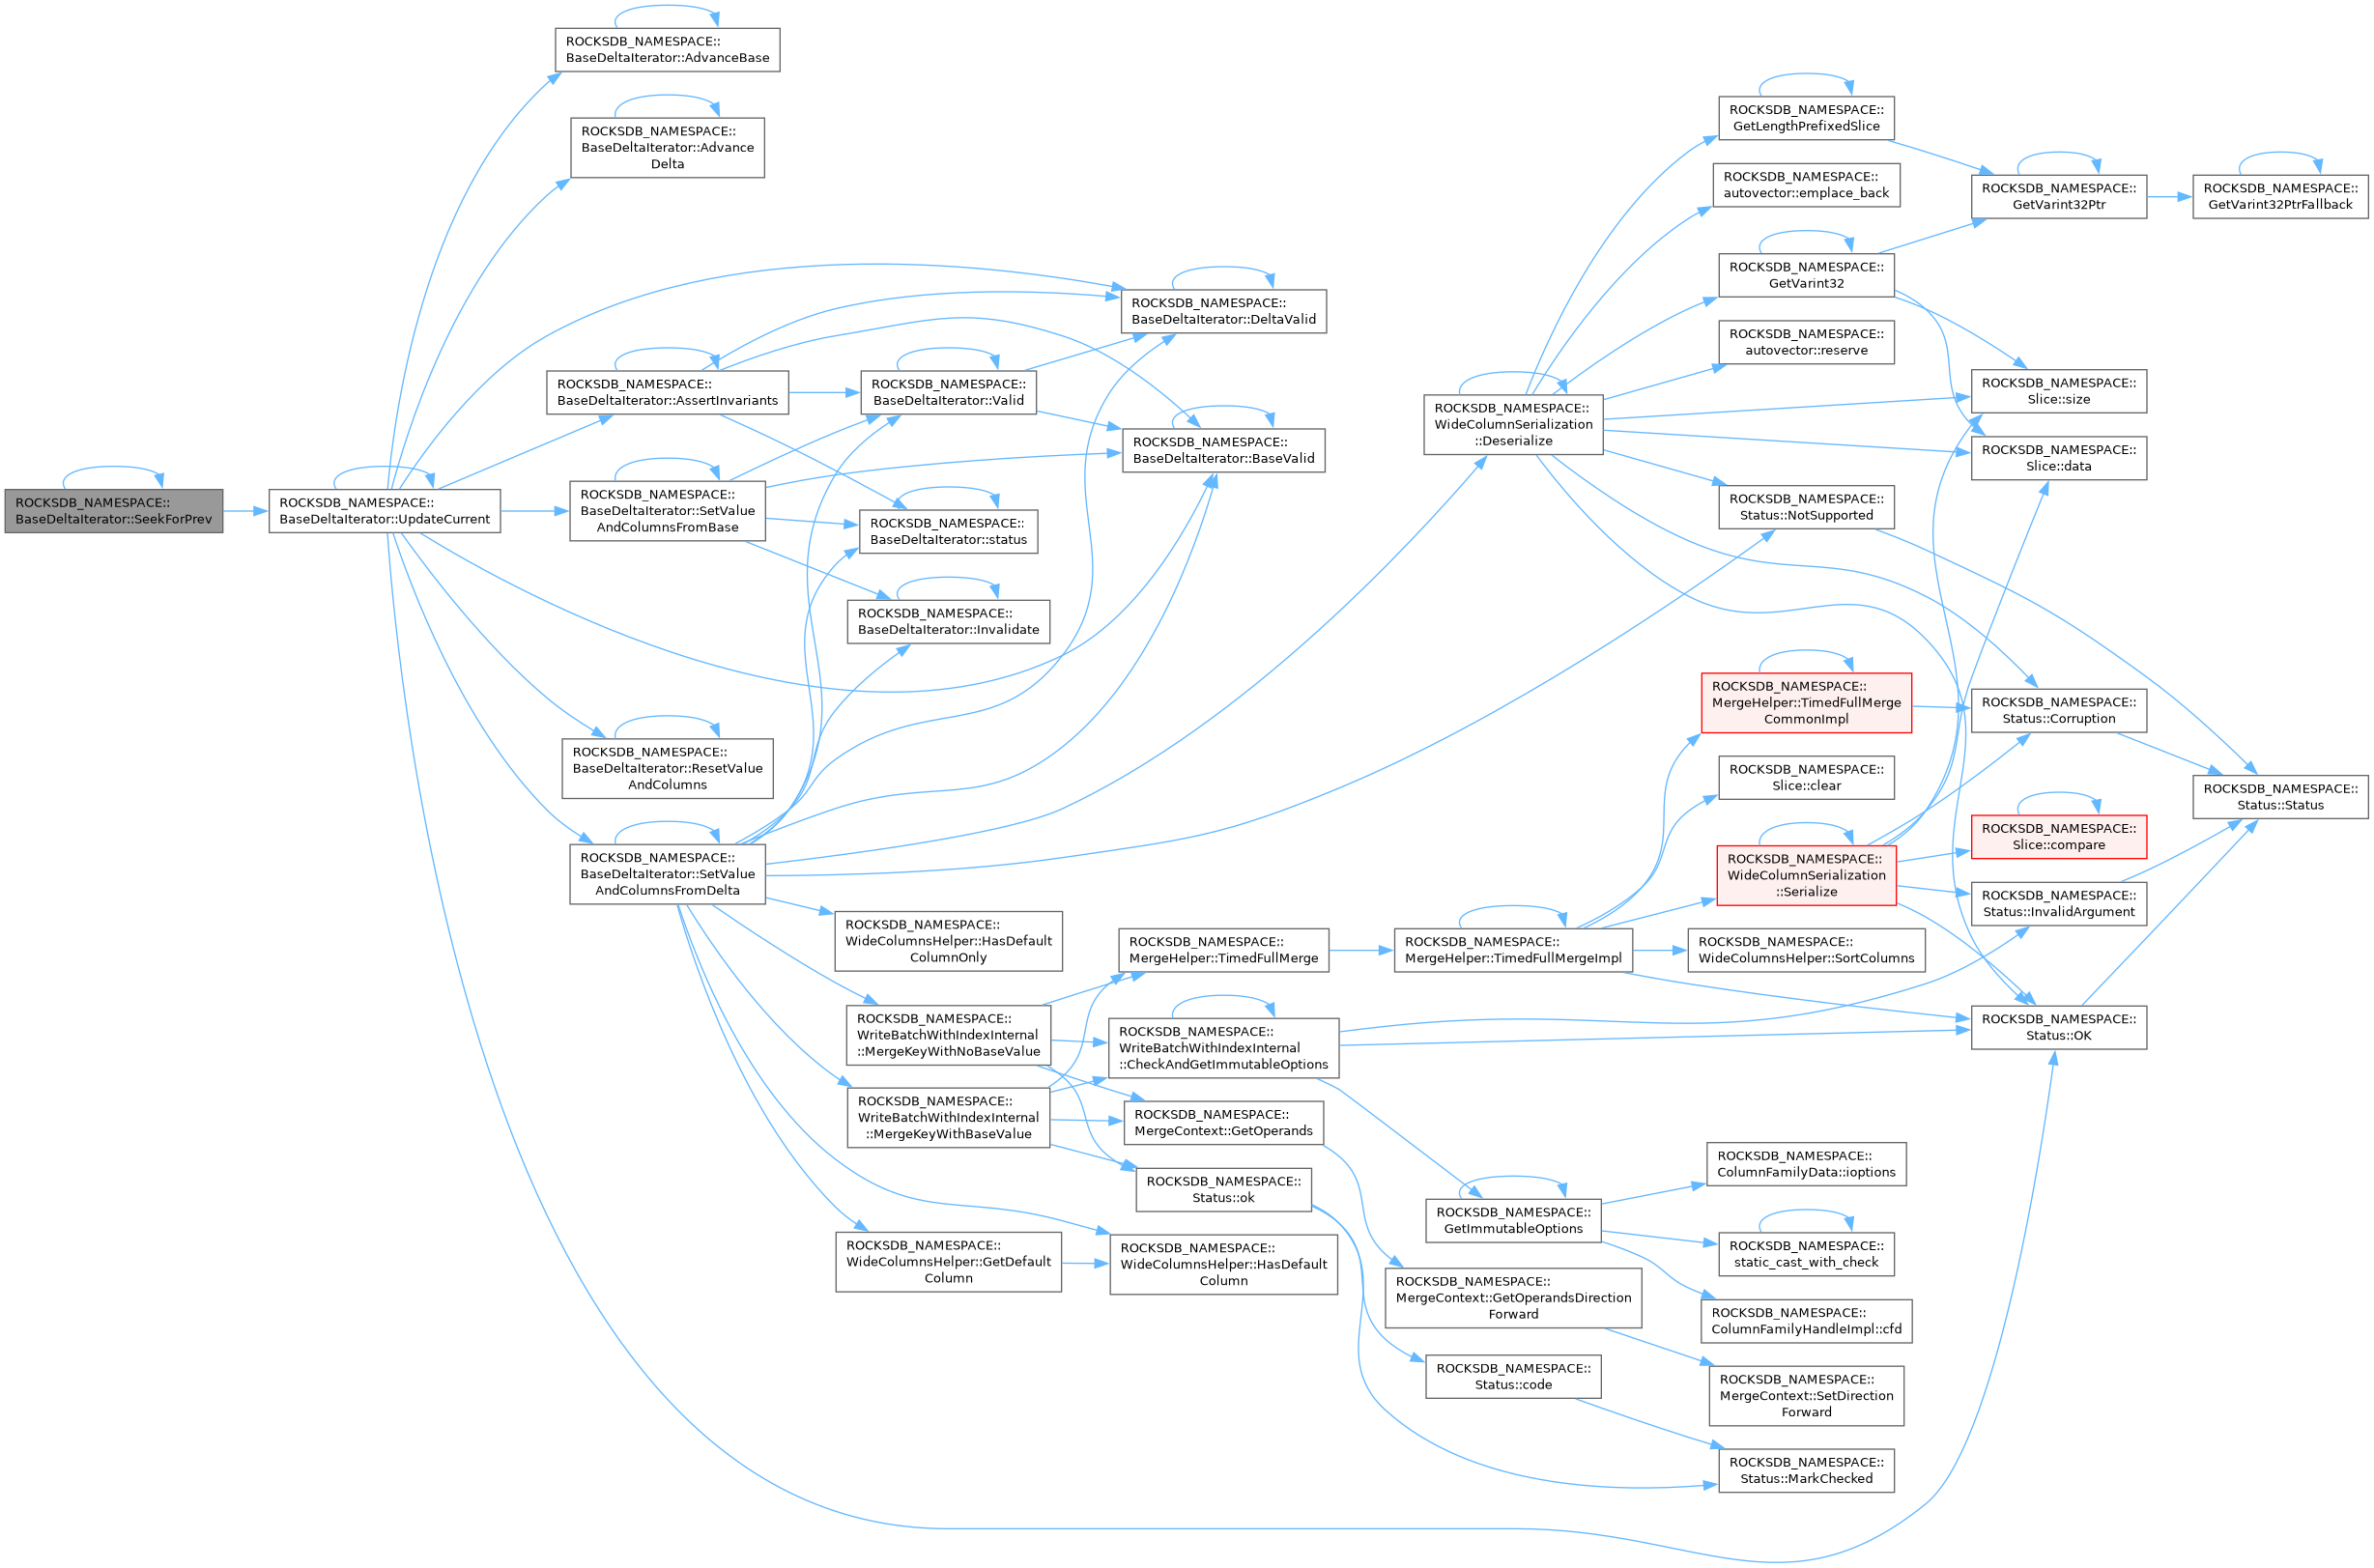 ROCKSDB_NAMESPACE::
BaseDeltaIterator::SeekForPrev
ROCKSDB_NAMESPACE::
BaseDeltaIterator::UpdateCurrent
ROCKSDB_NAMESPACE::
BaseDeltaIterator::AdvanceBase
ROCKSDB_NAMESPACE::
BaseDeltaIterator::Advance
Delta
ROCKSDB_NAMESPACE::
BaseDeltaIterator::AssertInvariants
ROCKSDB_NAMESPACE::
BaseDeltaIterator::SetValue
AndColumnsFromBase
ROCKSDB_NAMESPACE::
BaseDeltaIterator::ResetValue
AndColumns
ROCKSDB_NAMESPACE::
BaseDeltaIterator::SetValue
AndColumnsFromDelta
ROCKSDB_NAMESPACE::
BaseDeltaIterator::Valid
ROCKSDB_NAMESPACE::
BaseDeltaIterator::status
ROCKSDB_NAMESPACE::
BaseDeltaIterator::Invalidate
ROCKSDB_NAMESPACE::
WideColumnsHelper::HasDefault
ColumnOnly
ROCKSDB_NAMESPACE::
WriteBatchWithIndexInternal
::MergeKeyWithNoBaseValue
ROCKSDB_NAMESPACE::
WriteBatchWithIndexInternal
::MergeKeyWithBaseValue
ROCKSDB_NAMESPACE::
WideColumnsHelper::GetDefault
Column
ROCKSDB_NAMESPACE::
BaseDeltaIterator::DeltaValid
ROCKSDB_NAMESPACE::
BaseDeltaIterator::BaseValid
ROCKSDB_NAMESPACE::
MergeHelper::TimedFullMerge
ROCKSDB_NAMESPACE::
WriteBatchWithIndexInternal
::CheckAndGetImmutableOptions
ROCKSDB_NAMESPACE::
MergeContext::GetOperands
ROCKSDB_NAMESPACE::
Status::ok
ROCKSDB_NAMESPACE::
WideColumnsHelper::HasDefault
Column
ROCKSDB_NAMESPACE::
WideColumnSerialization
::Deserialize
ROCKSDB_NAMESPACE::
MergeHelper::TimedFullMergeImpl
ROCKSDB_NAMESPACE::
GetImmutableOptions
ROCKSDB_NAMESPACE::
MergeContext::GetOperandsDirection
Forward
ROCKSDB_NAMESPACE::
Status::code
ROCKSDB_NAMESPACE::
GetLengthPrefixedSlice
ROCKSDB_NAMESPACE::
autovector::emplace_back
ROCKSDB_NAMESPACE::
GetVarint32
ROCKSDB_NAMESPACE::
autovector::reserve
ROCKSDB_NAMESPACE::
Status::NotSupported
ROCKSDB_NAMESPACE::
MergeHelper::TimedFullMerge
CommonImpl
ROCKSDB_NAMESPACE::
Slice::clear
ROCKSDB_NAMESPACE::
WideColumnSerialization
::Serialize
ROCKSDB_NAMESPACE::
WideColumnsHelper::SortColumns
ROCKSDB_NAMESPACE::
ColumnFamilyData::ioptions
ROCKSDB_NAMESPACE::
static_cast_with_check
ROCKSDB_NAMESPACE::
ColumnFamilyHandleImpl::cfd
ROCKSDB_NAMESPACE::
MergeContext::SetDirection
Forward
ROCKSDB_NAMESPACE::
Status::MarkChecked
ROCKSDB_NAMESPACE::
GetVarint32Ptr
ROCKSDB_NAMESPACE::
Slice::size
ROCKSDB_NAMESPACE::
Slice::data
ROCKSDB_NAMESPACE::
Status::Corruption
ROCKSDB_NAMESPACE::
Slice::compare
ROCKSDB_NAMESPACE::
Status::InvalidArgument
ROCKSDB_NAMESPACE::
Status::OK
ROCKSDB_NAMESPACE::
GetVarint32PtrFallback
ROCKSDB_NAMESPACE::
Status::Status